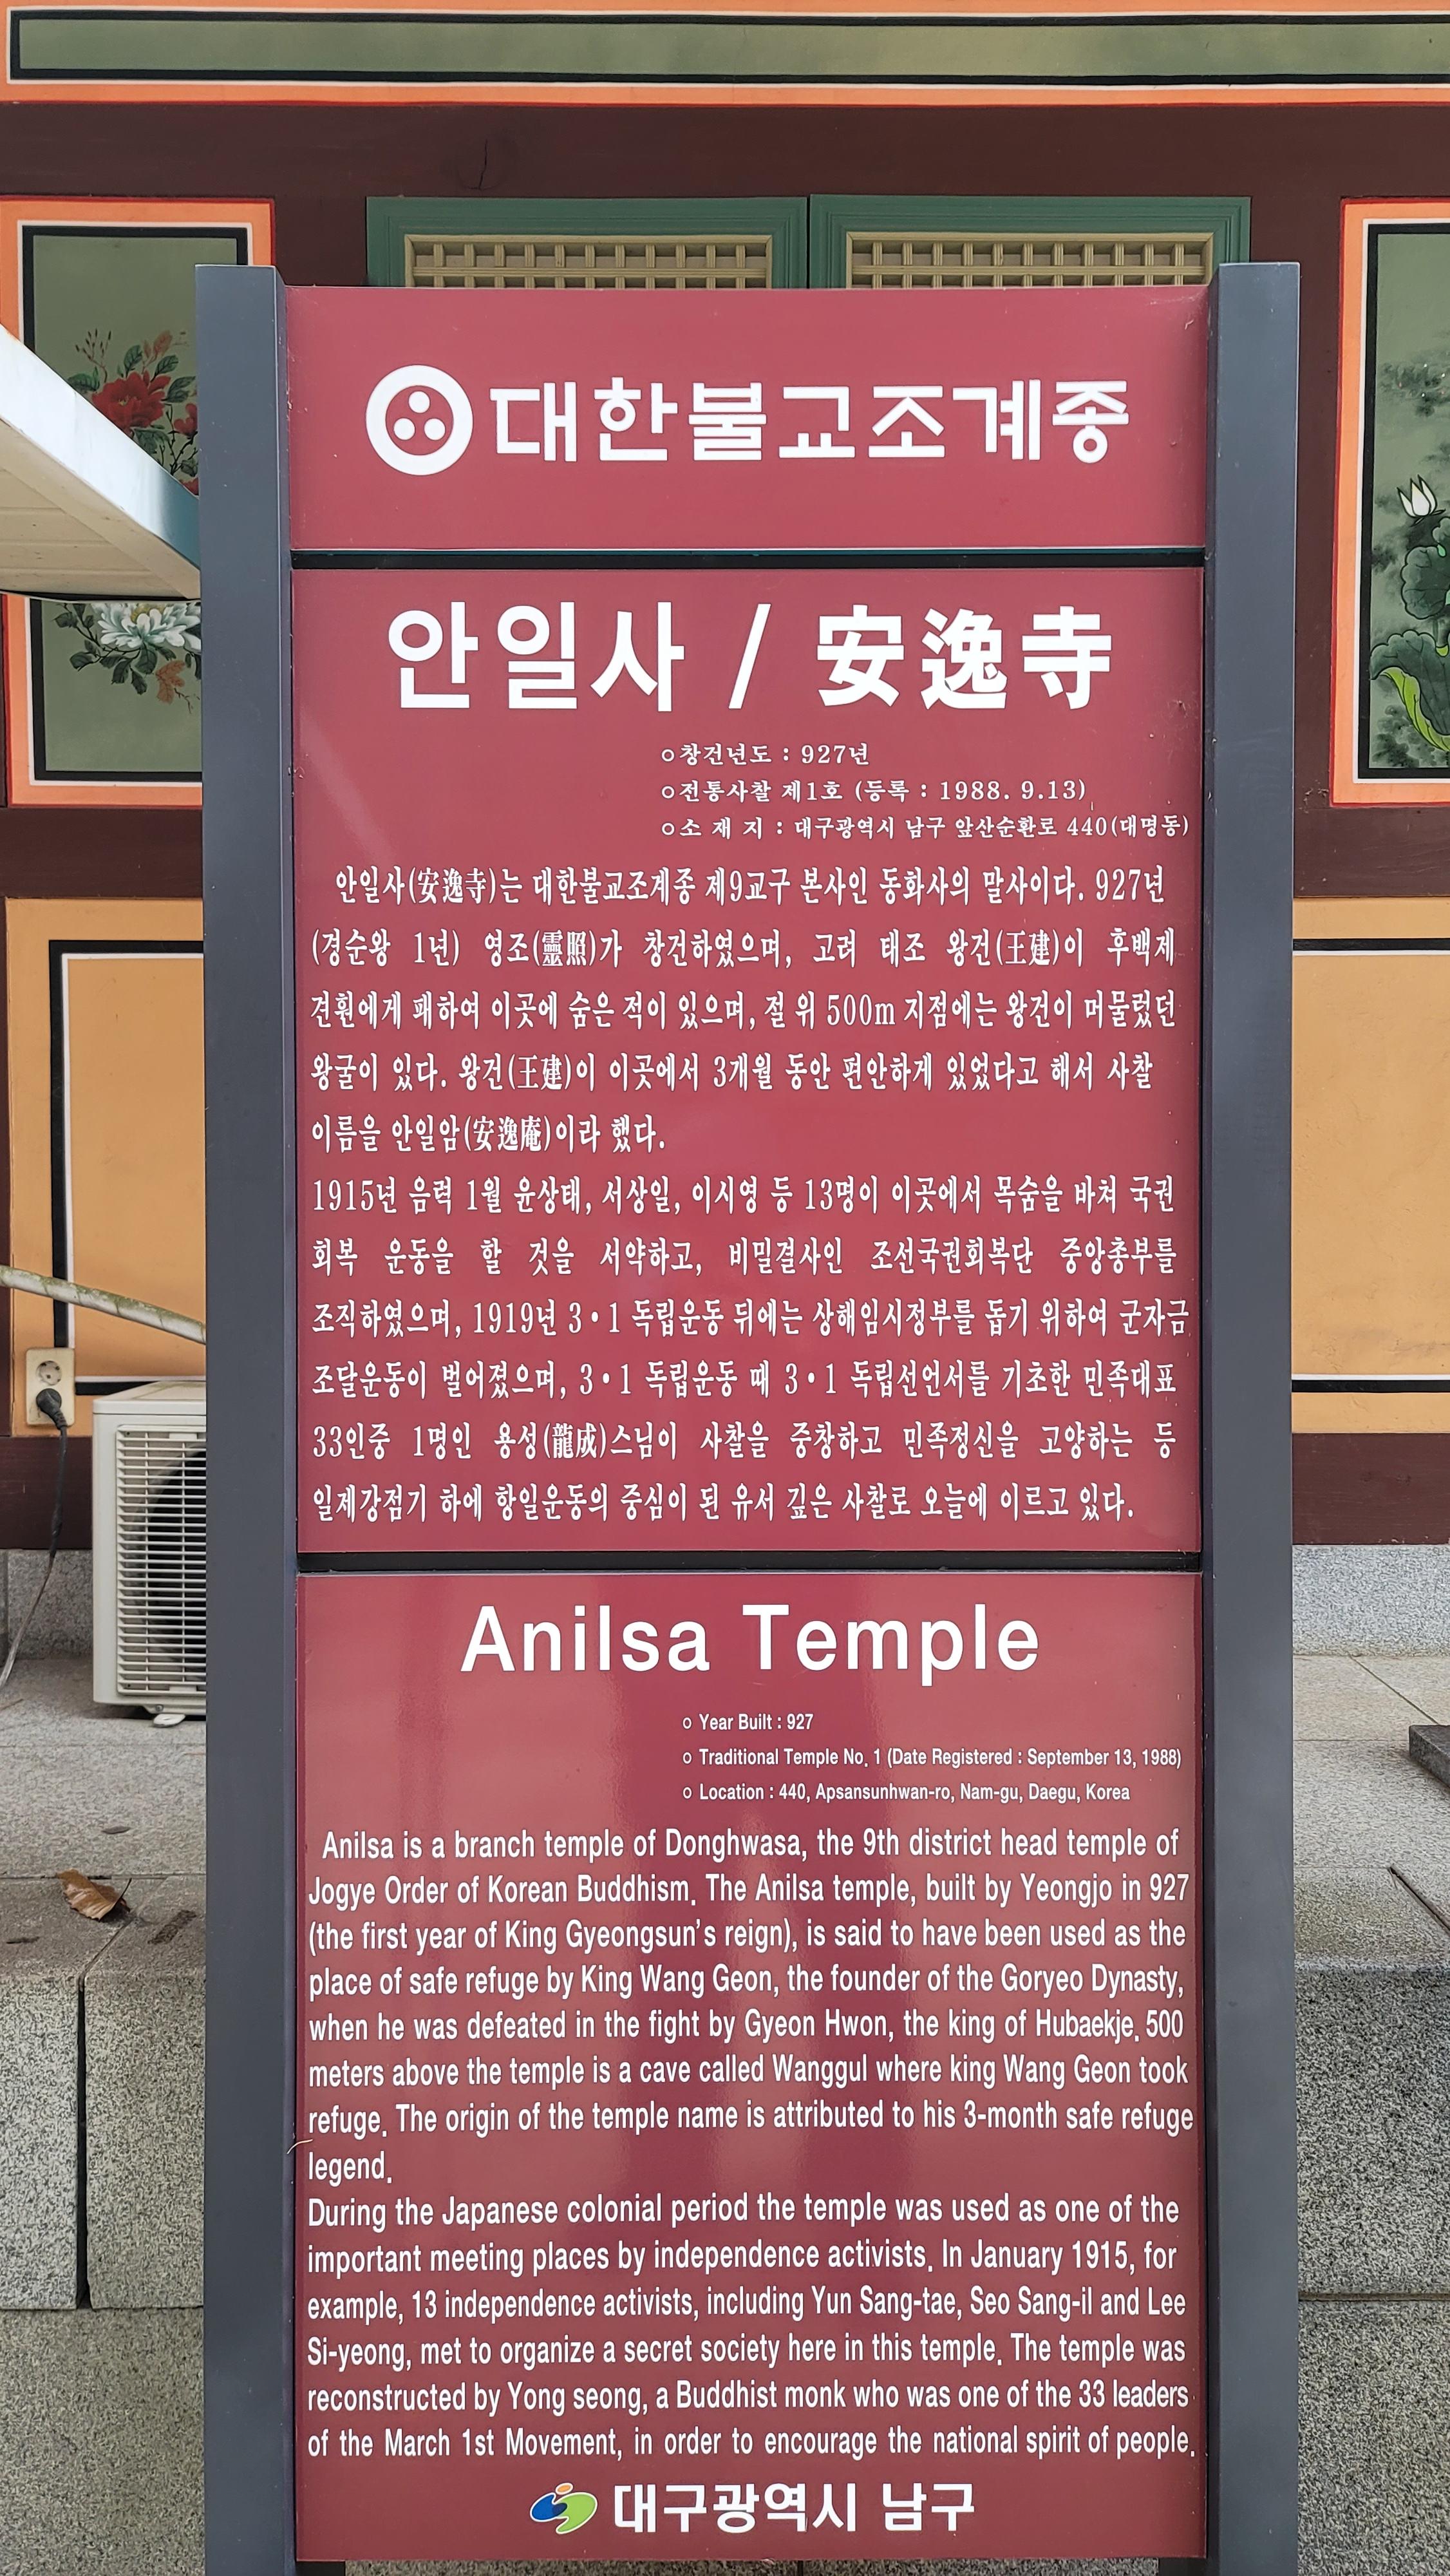 대한불교조계종
안일사 / 安逸寺
○창건년도 : 927년
○전통사찰 제1호 (등록 : 1988. 9.13)
○소 재 지 : 대구광역시 남구 앞산순환로 440(대명동)
안일사(安逸寺)는 대한불교조계종 제9교구 본사인 동화사의 말사이다. 927년
(경순왕 1년) 영조(靈照)가 창건하였으며, 고려 태조 왕건(王建)이 후백제
견훤에게 패하여 이곳에 숨은 적이 있으며, 절 위 500m 지점에는 왕건이 머물렀던
왕굴이 있다. 왕건(王建)이 이곳에서 3개월 동안 편안하게 있었다고 해서 사찰
이름을 안일암(安逸庵)이라 했다.
1915년 음력 1월 윤상태, 서상일, 이시영 등 13명이 이곳에서 목숨을 바쳐 국권
회복 운동을 할 것을 서약하고, 비밀결사인 조선국권회복단 중앙총부를
조직하였으며, 1919년 3·1 독립운동 뒤에는 상해임시정부를 돕기 위하여 군자금
조달운동이 벌어졌으며, 3·1 독립운동 때 3·1 독립선언서를 기초한 민족대표
33인중 1명인 용성(龍成)스님이 사찰을 중창하고 민족정신을 고양하는 등
일제강점기 하에 항일운동의 중심이 된 유서 깊은 사찰로 오늘에 이르고 있다.
Anilsa Temple
○ Year Built : 927
○ Traditional Temple No. 1 (Date Registered : September 13, 1988)
○ Location : 440, Apsansunhwan-ro, Nam-gu, Daegu, Korea
Anilsa is a branch temple of Donghwasa, the 9th district head temple of
Jogye Order of Korean Buddhism. The Anilsa temple, built by Yeongjo in 927
(the first year of King Gyeongsun's reign), is said to have been used as the
place of safe refuge by King Wang Geon, the founder of the Goryeo Dynasty,
when he was defeated in the fight by Gyeon Hwon, the king of Hubaekje. 500
meters above the temple is a cave called Wanggul where king Wang Geon took
refuge. The origin of the temple name is attributed to his 3-month safe refuge
legend.
During the Japanese colonial period the temple was used as one of the
important meeting places by independence activists. In January 1915, for
example, 13 independence activists, including Yun Sang-tae, Seo Sang-il and Lee
Si-yeong, met to organize a secret society here in this temple. The temple was
reconstructed by Yong seong, a Buddhist monk who was one of the 33 leaders
of the March 1st Movement, in order to encourage the national spirit of people.
대구광역시 남구